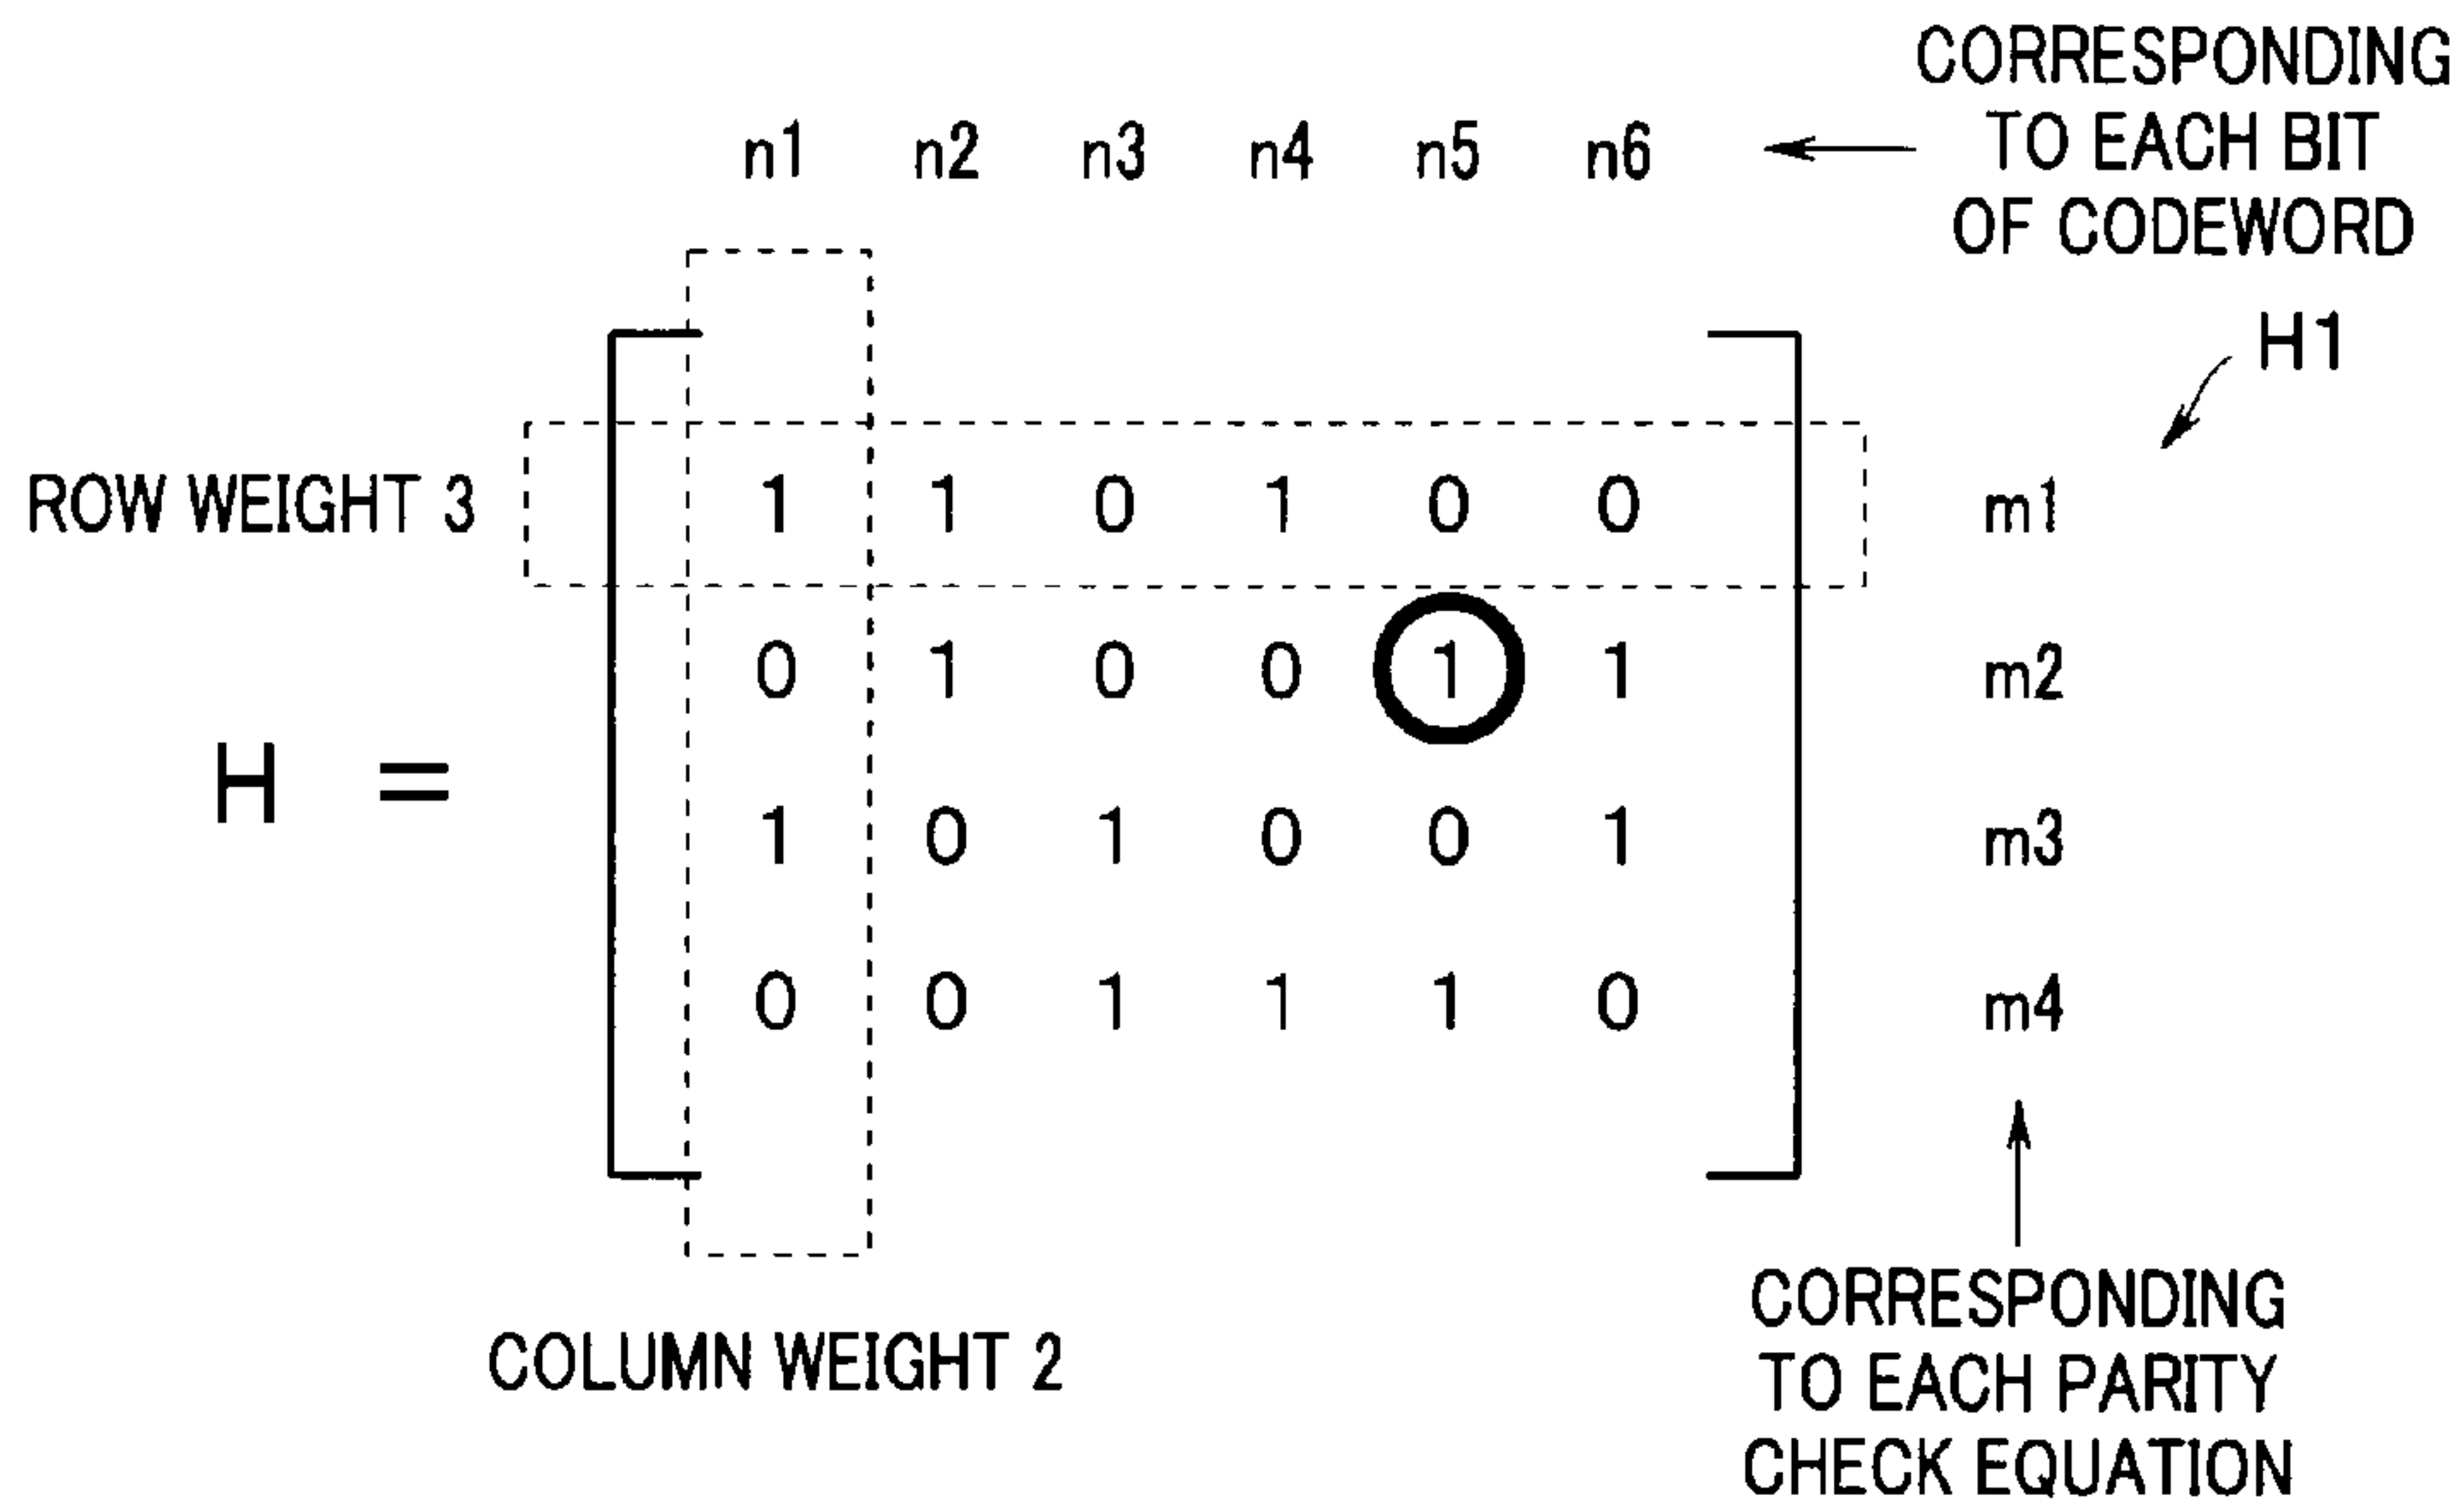 CORRESPONDING
TO EACH BIT
OF CODEWORD
n1 n2 n3 n4 n5 n6
H1
ROW WEIGHT 3 1 1 0 1 0 0 m1
0 1 0 0 1 1 m2
H =
1 0 1 0 0 1 m3
0 0 1 1 1 0 m4
COLUMN WEIGHT 2
CORRESPONDING
TO EACH PARITY
CHECK EQUATION